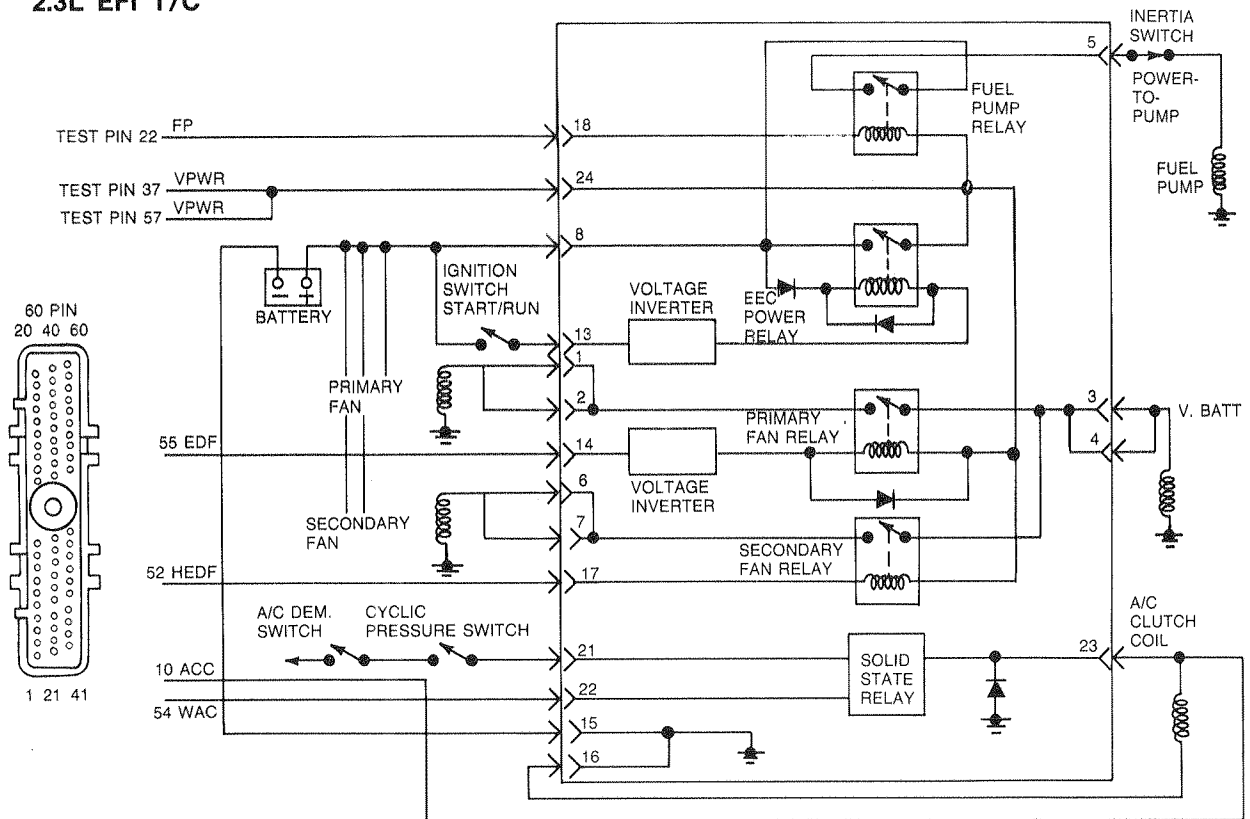 2.3L EFI T/C
INERTIA
SWITCH
5
POWER-
TO-
PUMP
FUEL
PUMP
RELAY
FUEL
PUMP
TEST PIN 22 FP
18
TEST PIN 37 VPWR
24
TEST PIN 57 VPWR
8
IGNITION
SWITCH
START/RUN
BATTERY
VOLTAGE
INVERTER
EEC
POWER
RELAY
13
60 PIN
20 40 60
1
2
PRIMARY
FAN
PRIMARY
FAN RELAY
3
V. BATT
4
55 EDF
14
VOLTAGE
INVERTER
6
SECONDARY
FAN
7
SECONDARY
FAN RELAY
52 HEDF
17
A/C DEM.
SWITCH
CYCLIC
PRESSURE SWITCH
21
SOLID
STATE
RELAY
23
A/C
CLUTCH
COIL
10 ACC
22
54 WAC
15
16
1 21 41